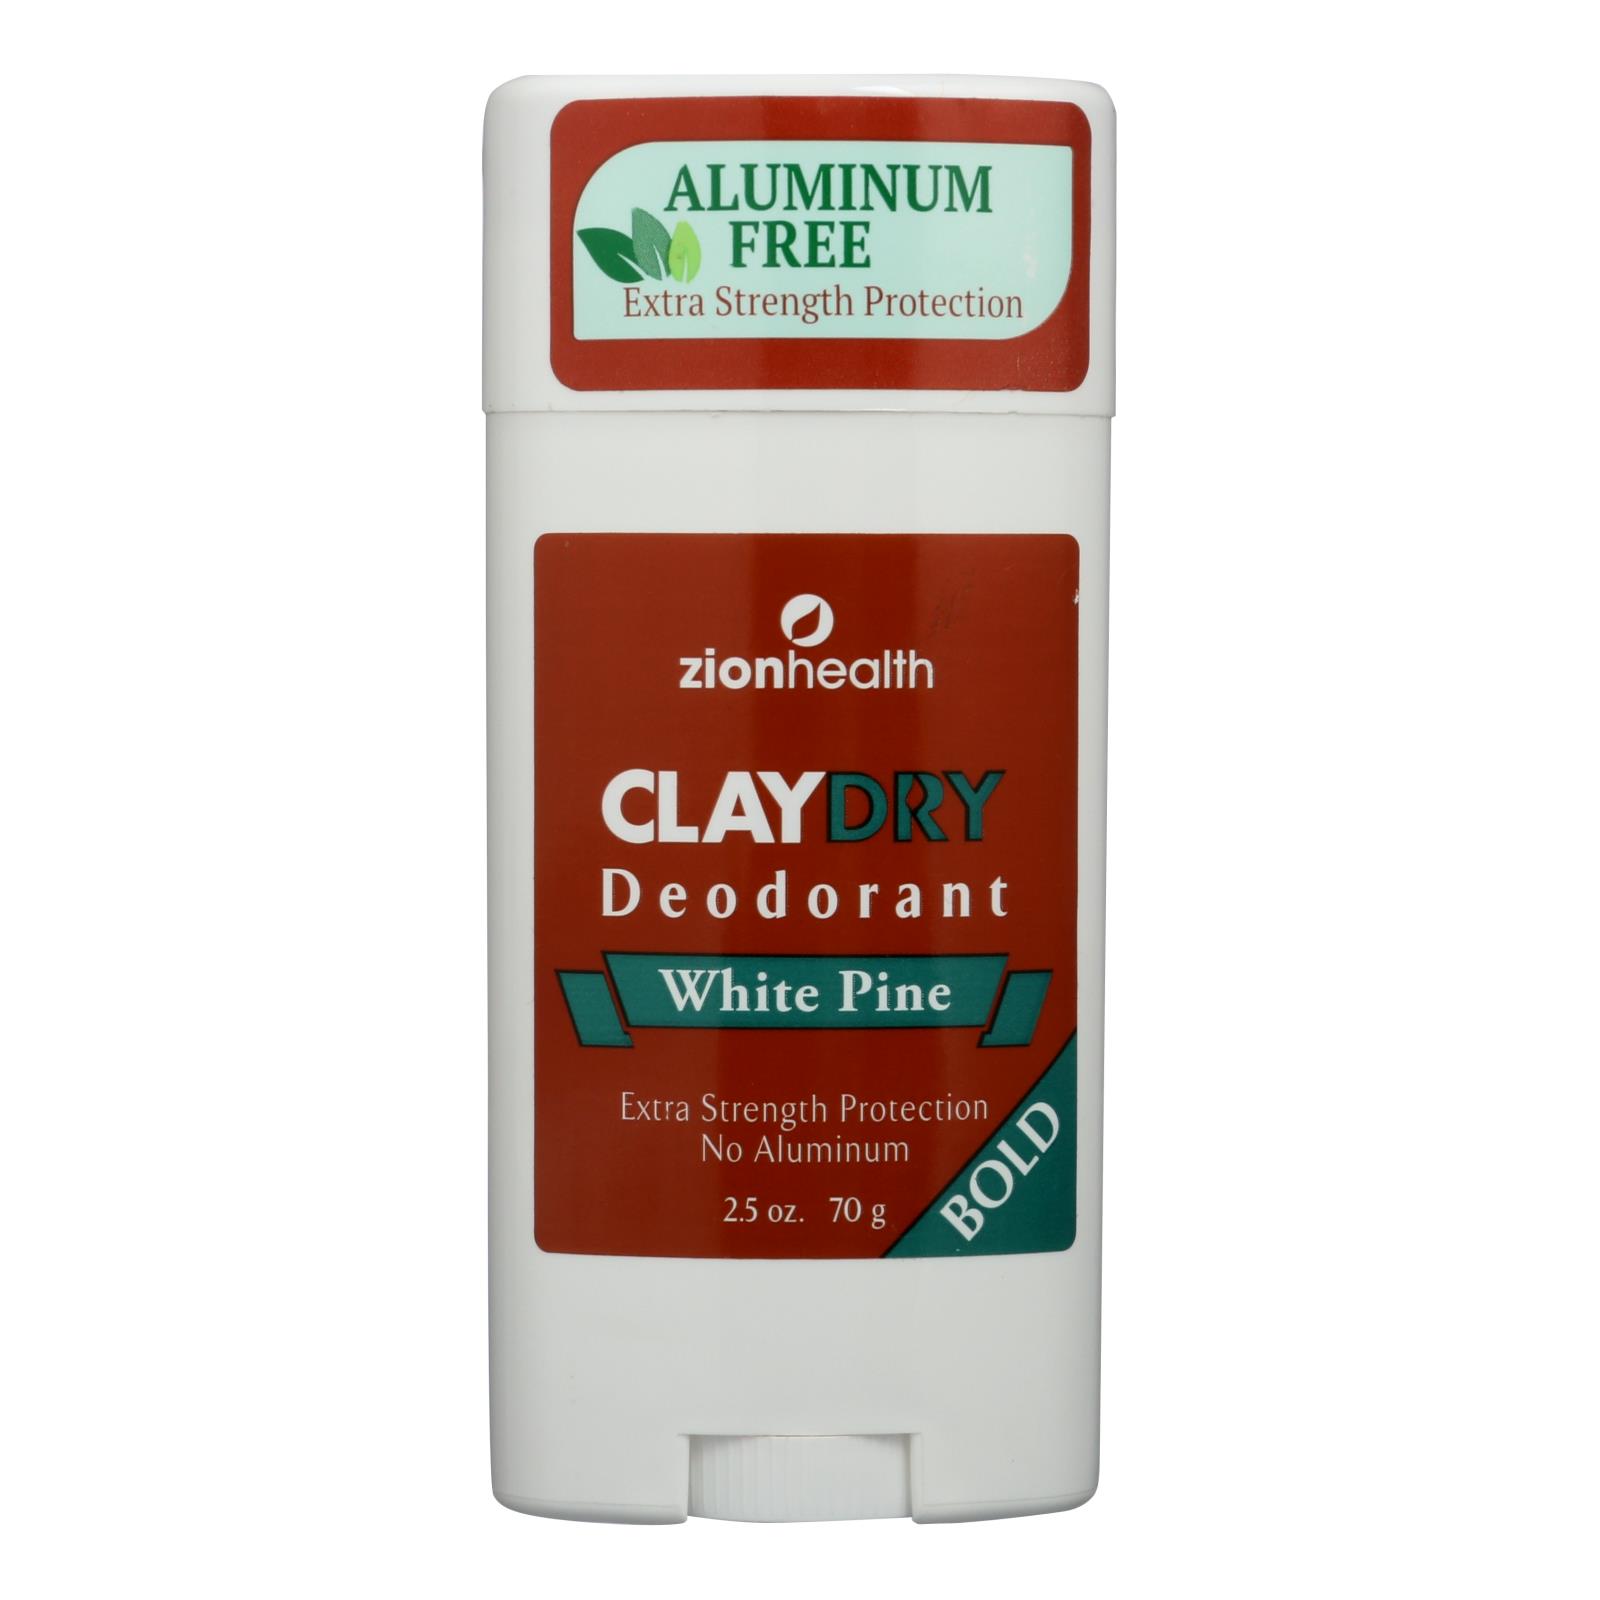 ALUMINUM
FREE
Extra Strength Protection
zionhealth
CLAYDRY
Deodorant
White Pine
Extra Strength Protection
No Aluminum
2.5 oz. 70 g
BOLD